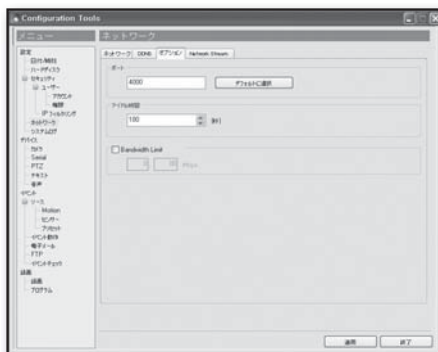 Configuration Tools
メニュー
ネットワーク
設定
日付/時刻
ハードディスク
セキュリティ
ユーザー
アカウント
権限
IP フィルタリング
ネットワーク
システムログ
デバイス
カメラ
Serial
PTZ
テキスト
音声
イベント
ソース
Motion
センサー
プリセット
イベント動作
電子メール
FTP
イベントチェック
録画
録画
プログラム
ネットワーク DDNS オプション Network Stream
ポート
4000 デフォルトに選択
アイドル時間
100 [秒]
Bandwidth Limit
適用 終了